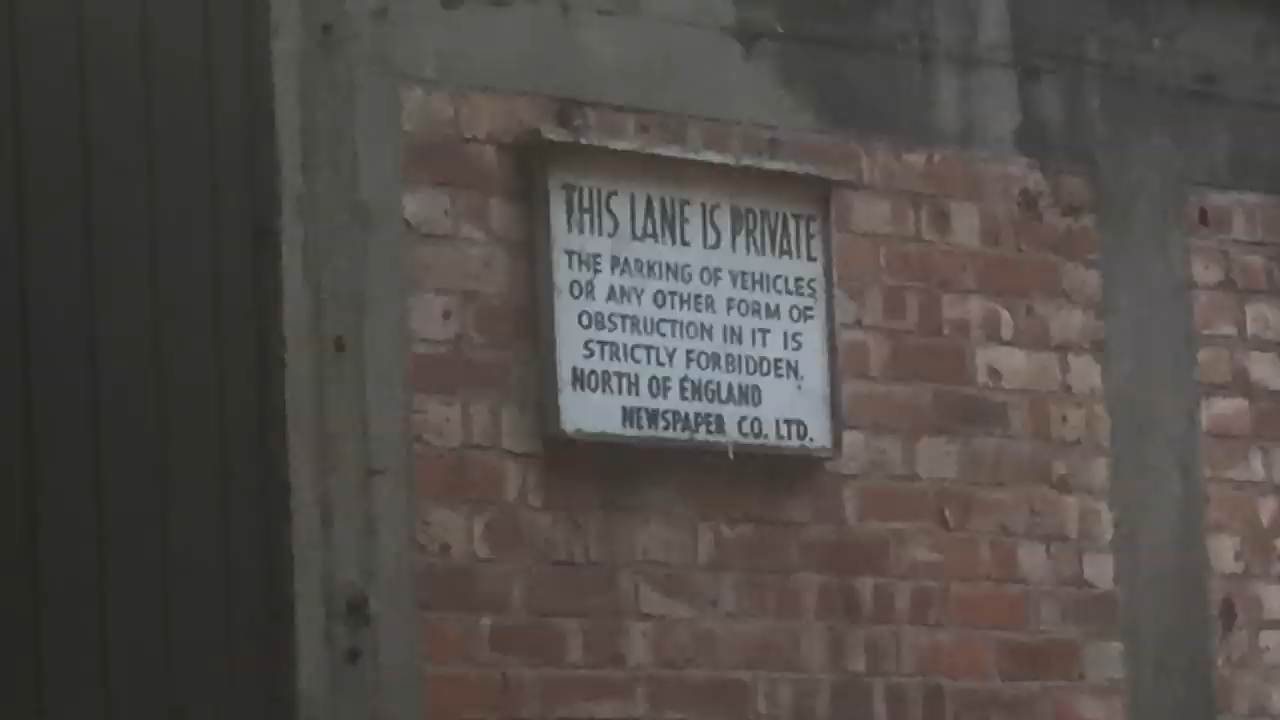 THIS LANE IS PRIVATE
THE PARKING OF VEHICLES
OR ANY OTHER FORM OF
OBSTRUCTION IN IT IS
STRICTLY FORBIDDEN.
NORTH OF ENGLAND
NEWSPAPER CO. LTD.